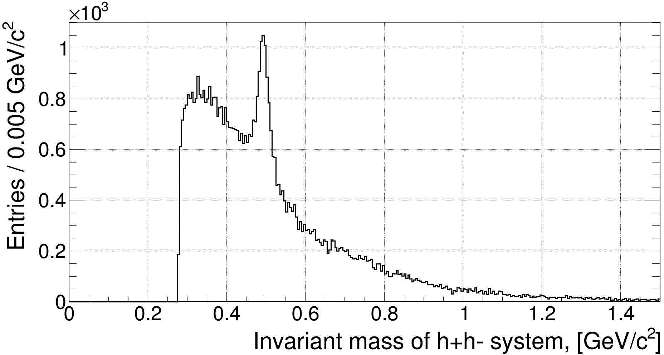 ×10³
Entries / 0.005 GeV/c²
1
0.8
0.6
0.4
0.2
0
0 0.2 0.4 0.6 0.8 1 1.2 1.4
Invariant mass of h+h- system, [GeV/c²]